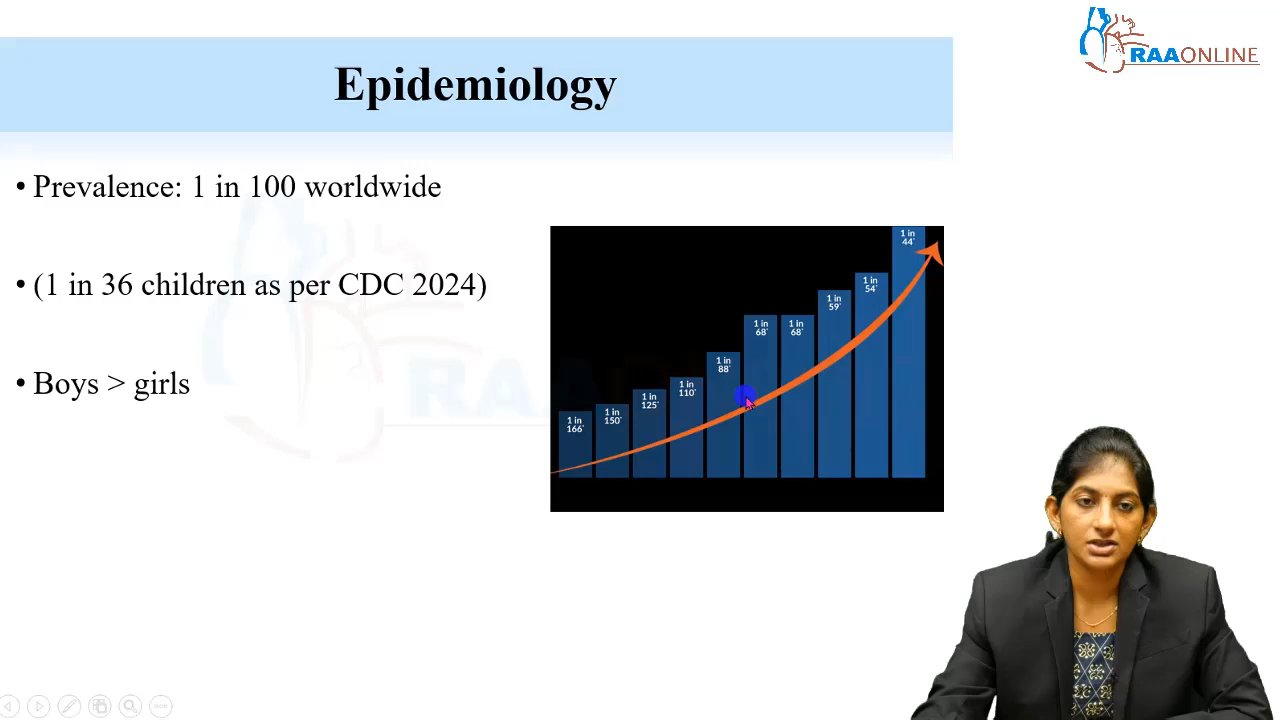 RAAONLINE
Epidemiology
• Prevalence: 1 in 100 worldwide
• (1 in 36 children as per CDC 2024)
• Boys > girls
1 in
166*
1 in
150*
1 in
125*
1 in
110*
1 in
88*
1 in
68*
1 in
68*
1 in
59*
1 in
54*
1 in
44*